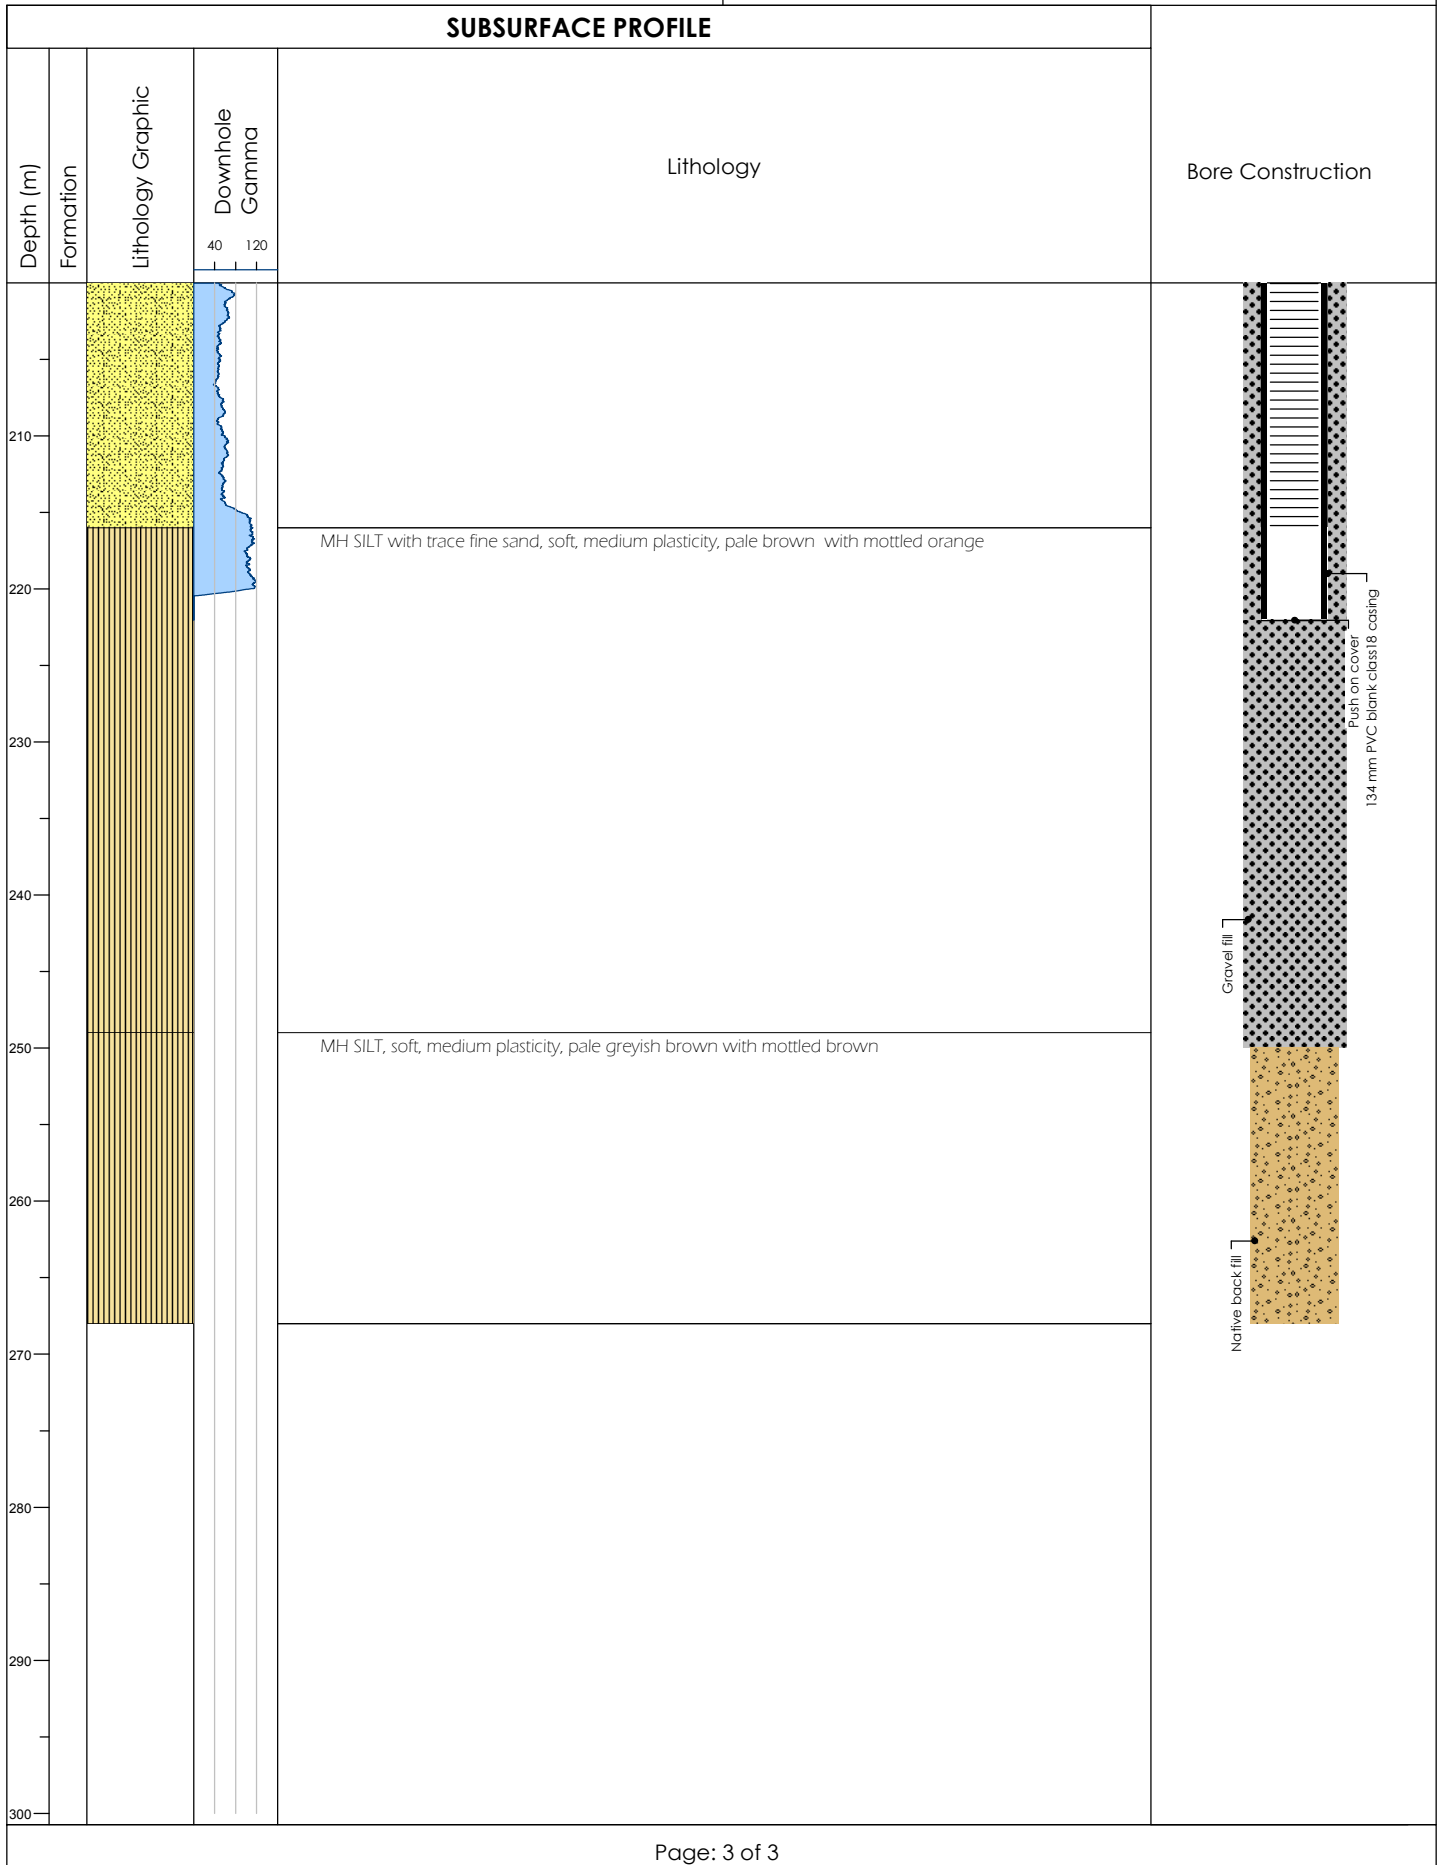 SUBSURFACE PROFILE
Depth (m)
Formation
Lithology Graphic
Downhole
Gamma
40 120
Lithology
Bore Construction
210
MH SILT with trace fine sand, soft, medium plasticity, pale brown with mottled orange
220
Push on cover
134 mm PVC blank class18 casing
230
240
Gravel fill
250
MH SILT, soft, medium plasticity, pale greyish brown with mottled brown
260
Native back fill
270
280
290
300
Page: 3 of 3